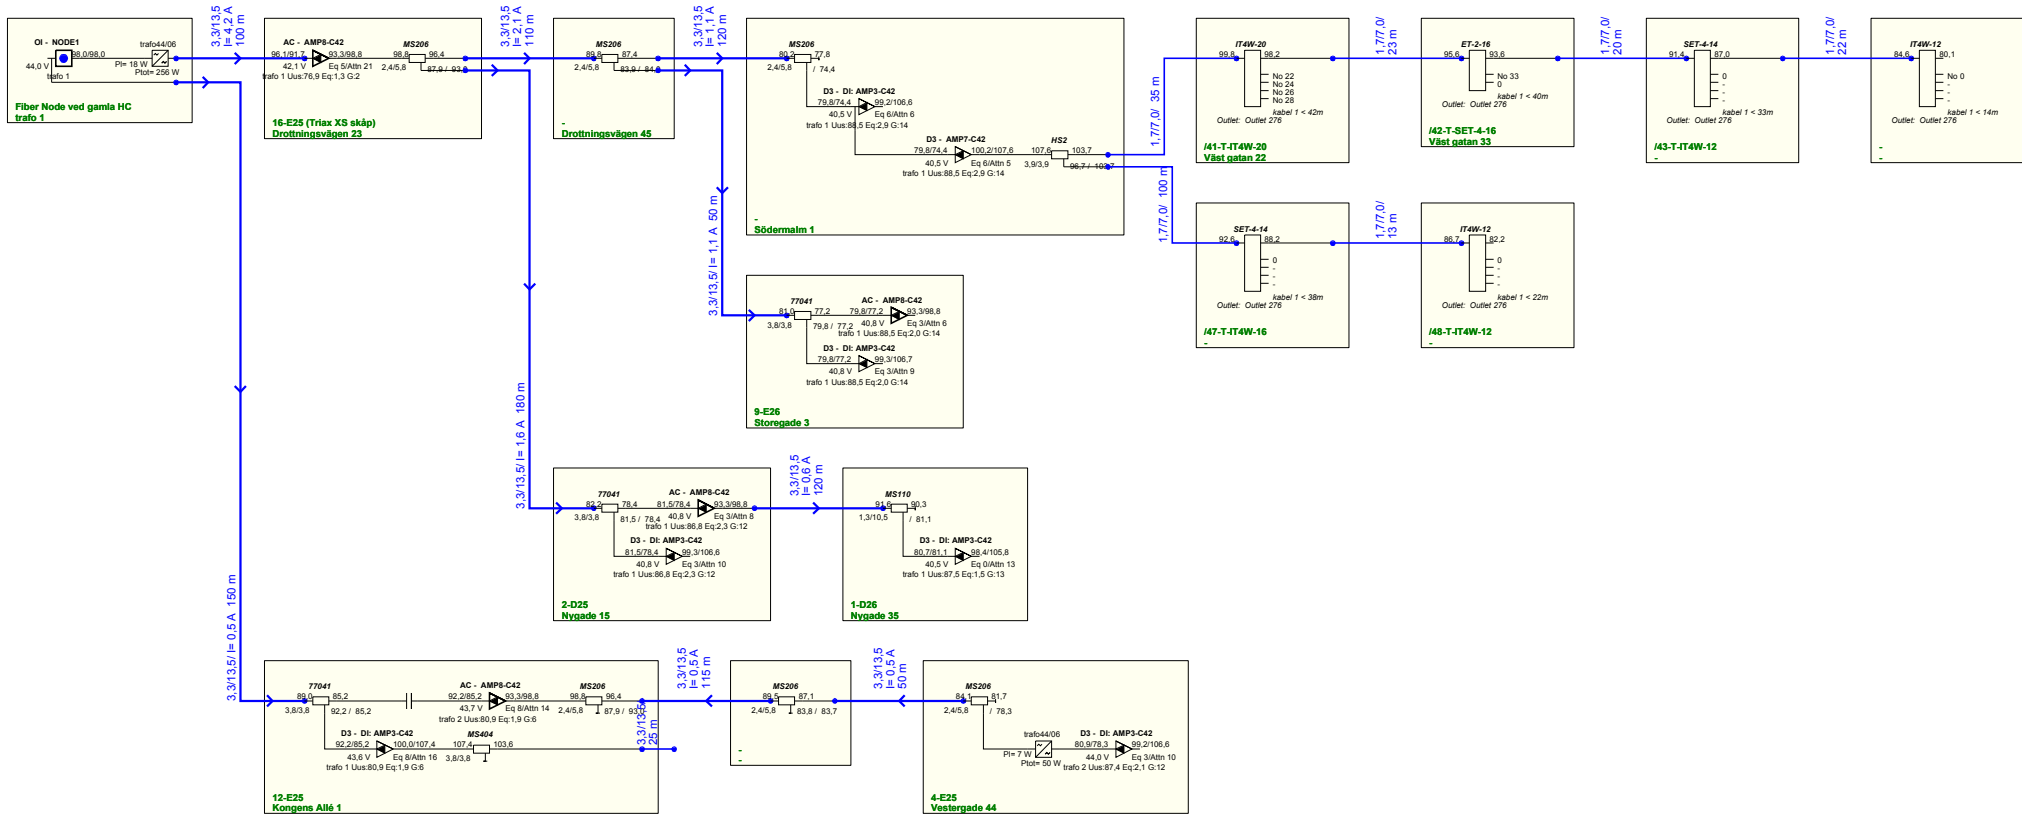 OI - NODE1
98,0/98,0
trafo44/06
44,0 V
PI= 18 W
Ptot= 256 W
trafo 1
Fiber Node ved gamla HC
trafo 1
3,3/13,5
I= 4,2 A
100 m
AC - AMP8-C42
96,1/91,7
93,3/98,8
42,1 V
Eq 5/Attn 21
trafo 1 Uus:76,9 Eq:1,3 G:2
MS206
98,8
96,4
2,4/5,8
16-E25 (Triax XS skåp)
Drottningsvägen 23
3,3/13,5
I= 2,1 A
110 m
MS206
89,8
87,4
2,4/5,8
-
Drottningsvägen 45
3,3/13,5
I= 1,1 A
120 m
MS206
80,2
77,8
2,4/5,8
/ 74,4
D3 - DI: AMP3-C42
79,8/74,4
99,2/106,6
40,5 V
Eq 6/Attn 6
trafo 1 Uus:88,5 Eq:2,9 G:14
D3 - AMP7-C42
79,8/74,4
100,2/107,6
40,5 V
Eq 6/Attn 5
trafo 1 Uus:88,5 Eq:2,9 G:14
HS2
107,6
103,7
3,9/3,9
-
Södermalm 1
1,7/7,0/ 35 m
1,7/7,0/ 100 m
IT4W-20
99,8
98,2
No 22
No 24
No 26
No 28
kabel 1 < 42m
Outlet: Outlet 276
/41-T-IT4W-20
Väst gatan 22
1,7/7,0/
23 m
ET-2-16
95,6
93,6
No 33
0
kabel 1 < 40m
Outlet: Outlet 276
/42-T-SET-4-16
Väst gatan 33
1,7/7,0/
20 m
SET-4-14
91,4
87,0
0
-
-
-
kabel 1 < 33m
Outlet: Outlet 276
/43-T-IT4W-12
-
1,7/7,0/
22 m
IT4W-12
84,6
80,1
No 0
-
-
-
kabel 1 < 14m
Outlet: Outlet 276
-
-
SET-4-14
92,6
88,2
0
-
-
-
kabel 1 < 38m
Outlet: Outlet 276
/47-T-IT4W-16
-
1,7/7,0/
13 m
IT4W-12
86,7
82,2
0
-
-
-
kabel 1 < 22m
Outlet: Outlet 276
/48-T-IT4W-12
-
3,3/13,5/ I= 1,1 A  50 m
77041
81,0
77,2
3,8/3,8
79,8 / 77,2
AC - AMP8-C42
79,8/77,2
93,3/98,8
40,8 V
Eq 3/Attn 6
trafo 1 Uus:88,5 Eq:2,0 G:14
D3 - DI: AMP3-C42
79,8/77,2
99,3/106,7
40,8 V
Eq 3/Attn 9
trafo 1 Uus:88,5 Eq:2,0 G:14
9-E26
Storegade 3
3,3/13,5/ I= 1,6 A  180 m
77041
82,2
78,4
3,8/3,8
81,5 / 78,4
AC - AMP8-C42
81,5/78,4
93,3/98,8
40,8 V
Eq 3/Attn 8
trafo 1 Uus:86,8 Eq:2,3 G:12
D3 - DI: AMP3-C42
81,5/78,4
99,3/106,6
40,8 V
Eq 3/Attn 10
trafo 1 Uus:86,8 Eq:2,3 G:12
2-D25
Nygade 15
3,3/13,5
I= 0,6 A
120 m
MS110
91,6
90,3
1,3/10,5
/ 81,1
D3 - DI: AMP3-C42
80,7/81,1
98,4/105,8
40,5 V
Eq 0/Attn 13
trafo 1 Uus:87,5 Eq:1,5 G:13
1-D26
Nygade 35
3,3/13,5/ I= 0,5 A  150 m
77041
89,0
85,2
3,8/3,8
92,2 / 85,2
AC - AMP8-C42
92,2/85,2
93,3/98,8
43,7 V
Eq 8/Attn 14
trafo 2 Uus:80,9 Eq:1,9 G:6
MS206
98,8
96,4
2,4/5,8
D3 - DI: AMP3-C42
92,2/85,2
100,0/107,4
43,6 V
Eq 8/Attn 16
trafo 1 Uus:80,9 Eq:1,9 G:6
MS404
107,4
103,6
3,8/3,8
3,3/13,5
25 m
12-E25
Kongens Allé 1
3,3/13,5
I= 0,5 A
115 m
MS206
89,5
87,1
2,4/5,8
83,8 / 83,7
-
-
3,3/13,5
I= 0,5 A
50 m
MS206
84,1
81,7
2,4/5,8
/ 78,3
trafo44/06
PI= 7 W
Ptot= 50 W
D3 - DI: AMP3-C42
80,9/78,3
99,2/106,6
44,0 V
Eq 3/Attn 10
trafo 2 Uus:87,4 Eq:2,1 G:12
4-E25
Vestergade 44